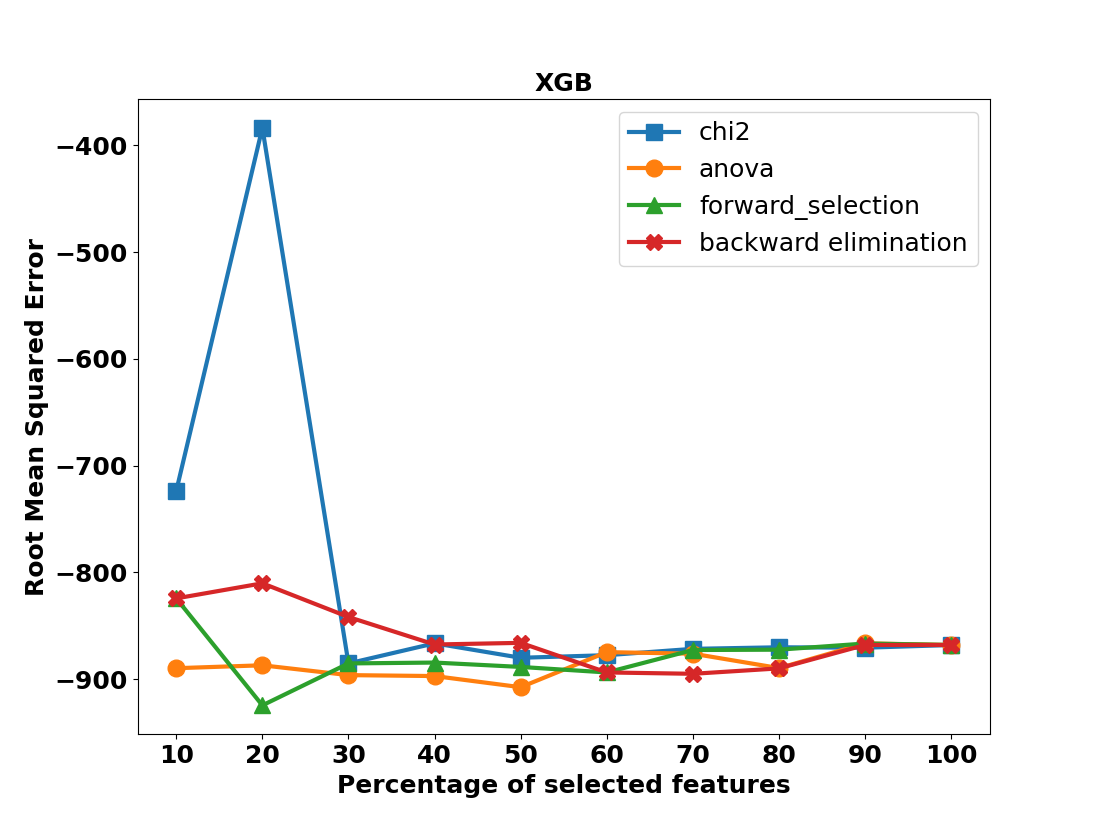 XGB
chi2
anova
forward_selection
backward elimination
Root Mean Squared Error
−400
−500
−600
−700
−800
−900
10 20 30 40 50 60 70 80 90 100
Percentage of selected features